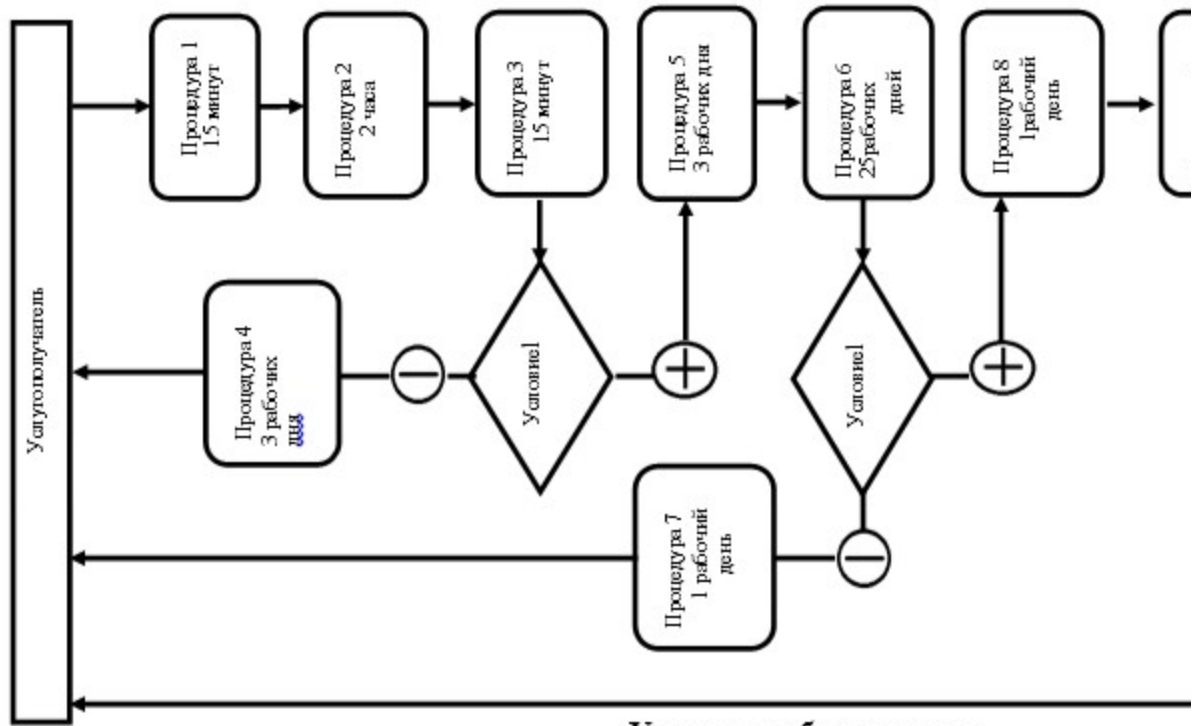 Услугополучатель
Процедура 1
15 минут
Процедура 2
2 часа
Процедура 3
15 минут
Процедура 5
3 рабочих дня
Процедура 6
25рабочих
дней
Процедура 8
1рабочий
день
Процедура 4
3 рабочих
дня
Условие1
Условие1
Процедура 7
1 рабочий
день